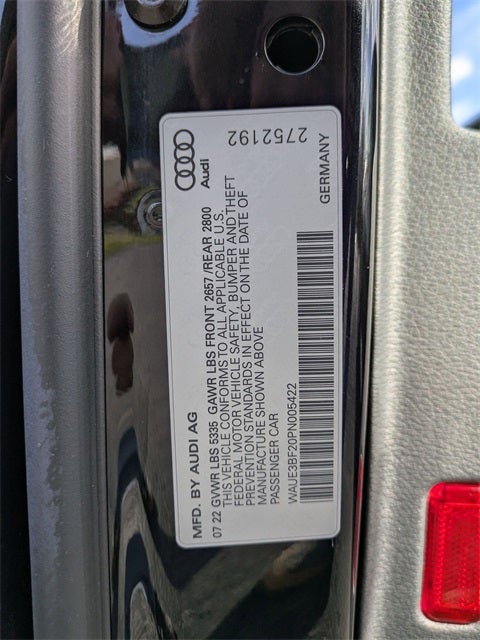 MFD. BY AUDI AG
07 22 GVWR LBS 5335 GAWR LBS FRONT 2657 /REAR 2800
THIS VEHICLE CONFORMS TO ALL APPLICABLE U.S.
FEDERAL MOTOR VEHICLE SAFETY, BUMPER AND THEFT
PREVENTION STANDARDS IN EFFECT ON THE DATE OF
MANUFACTURE SHOWN ABOVE
PASSENGER CAR
WAUE3BF20PN005422
Audi
2752192
GERMANY